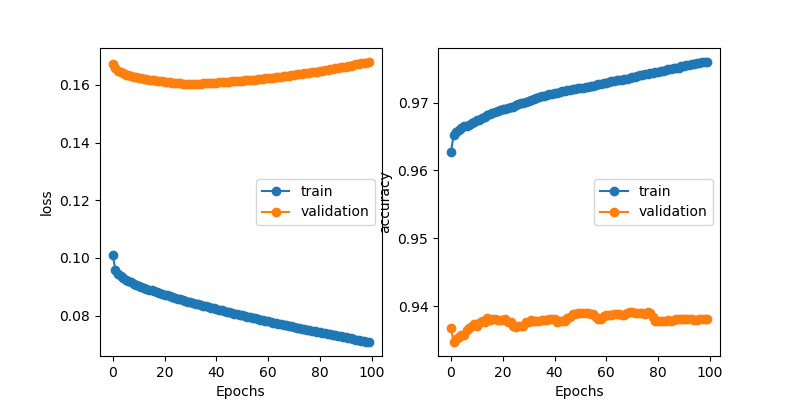 loss
0.16
0.14
0.12
0.10
0.08
train
validation
0 20 40 60 80 100
Epochs
accuracy
0.97
0.96
0.95
0.94
train
validation
0 20 40 60 80 100
Epochs